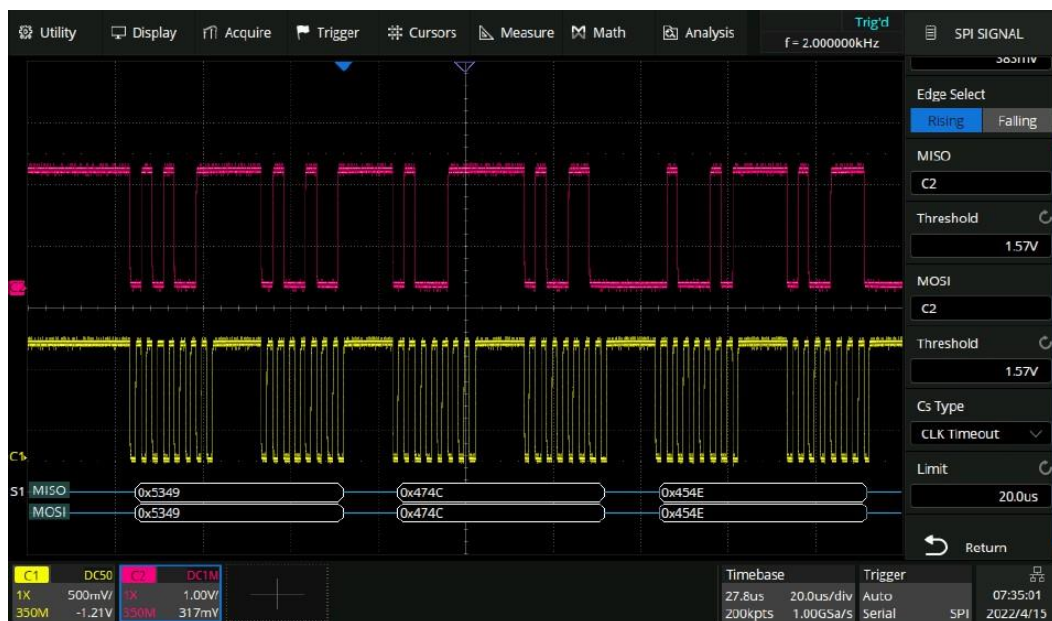 Utility Display Acquire Trigger Cursors Measure Math Analysis
Trig'd
f = 2.000000kHz
SPI SIGNAL
383mV
Edge Select
Rising Falling
MISO
C2
Threshold
1.57V
MOSI
C2
Threshold
1.57V
Cs Type
CLK Timeout
Limit
20.0us
Return
C2
C1
S1 MISO 0x5349 0x474C 0x454E
MOSI 0x5349 0x474C 0x454E
C1 DC50
1X 500mV/
350M -1.21V
C2 DC1M
1X 1.00V/
350M 317mV
Timebase
27.8us 20.0us/div
200kpts 1.00GSa/s
Trigger
Auto
Serial SPI
07:35:01
2022/4/15